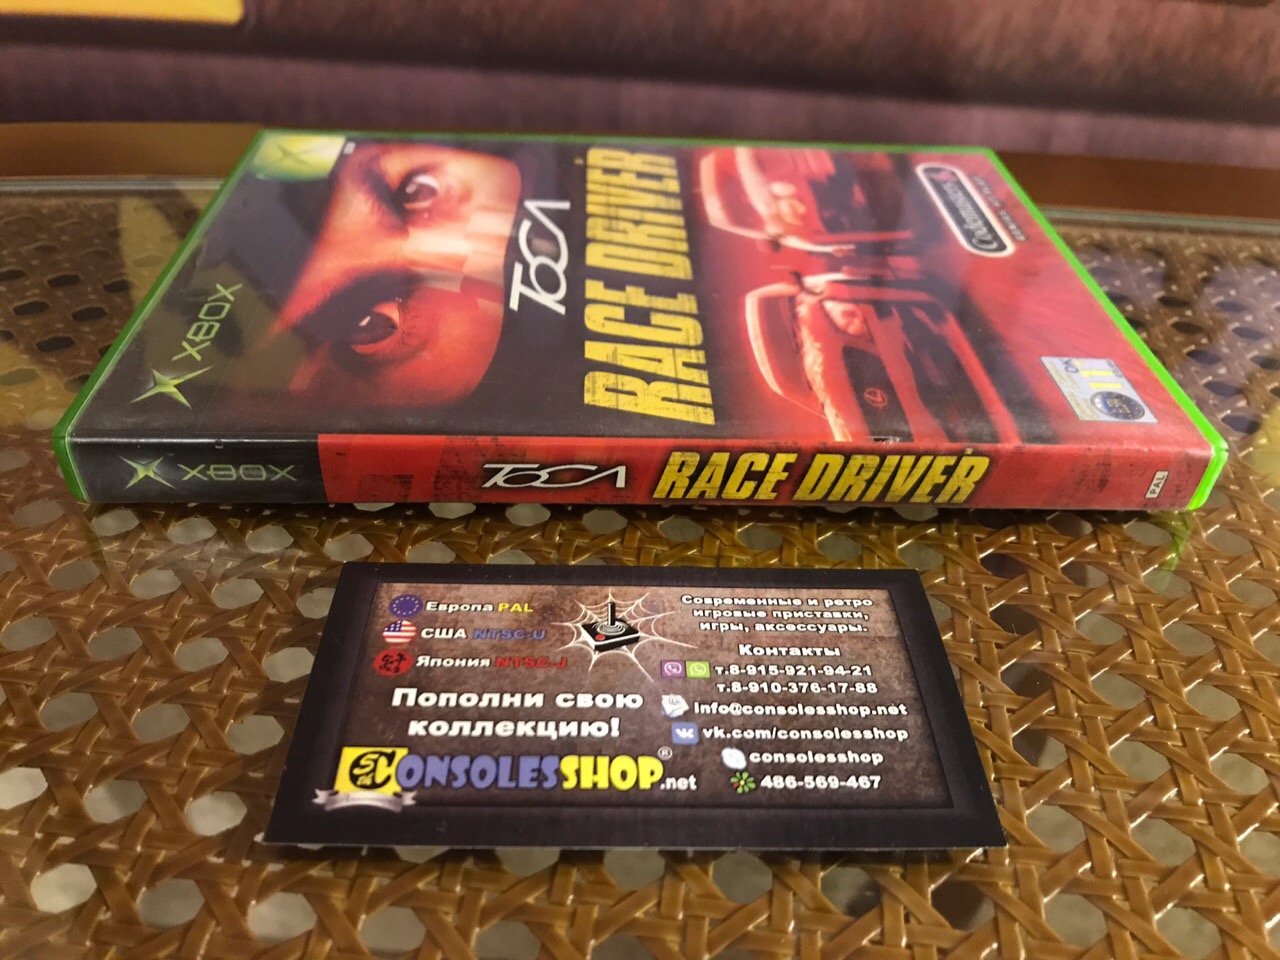 XBOX
TOCA
RACE DRIVER
Codemasters
11
XBOX
TOCA
RACE DRIVER
PAL
Европа PAL
США NTSC-U
Япония NTSC-J
Пополни свою
коллекцию!
CONSOLESSHOP®.net
Современные и ретро
игровые приставки,
игры, аксессуары.
Контакты
т.8-915-921-94-21
т.8-910-376-17-88
info@consolesshop.net
vk.com/consolesshop
consolesshop
486-569-467